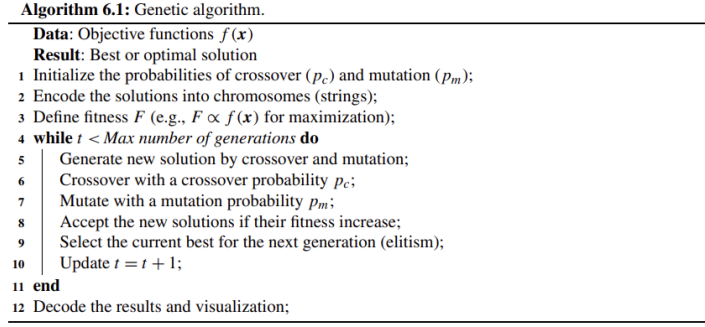 Algorithm 6.1: Genetic algorithm.
Data: Objective functions f(x)
Result: Best or optimal solution
1 Initialize the probabilities of crossover (pc) and mutation (pm);
2 Encode the solutions into chromosomes (strings);
3 Define fitness F (e.g., F ∝ f(x) for maximization);
4 while t < Max number of generations do
5 Generate new solution by crossover and mutation;
6 Crossover with a crossover probability pc;
7 Mutate with a mutation probability pm;
8 Accept the new solutions if their fitness increase;
9 Select the current best for the next generation (elitism);
10 Update t = t + 1;
11 end
12 Decode the results and visualization;